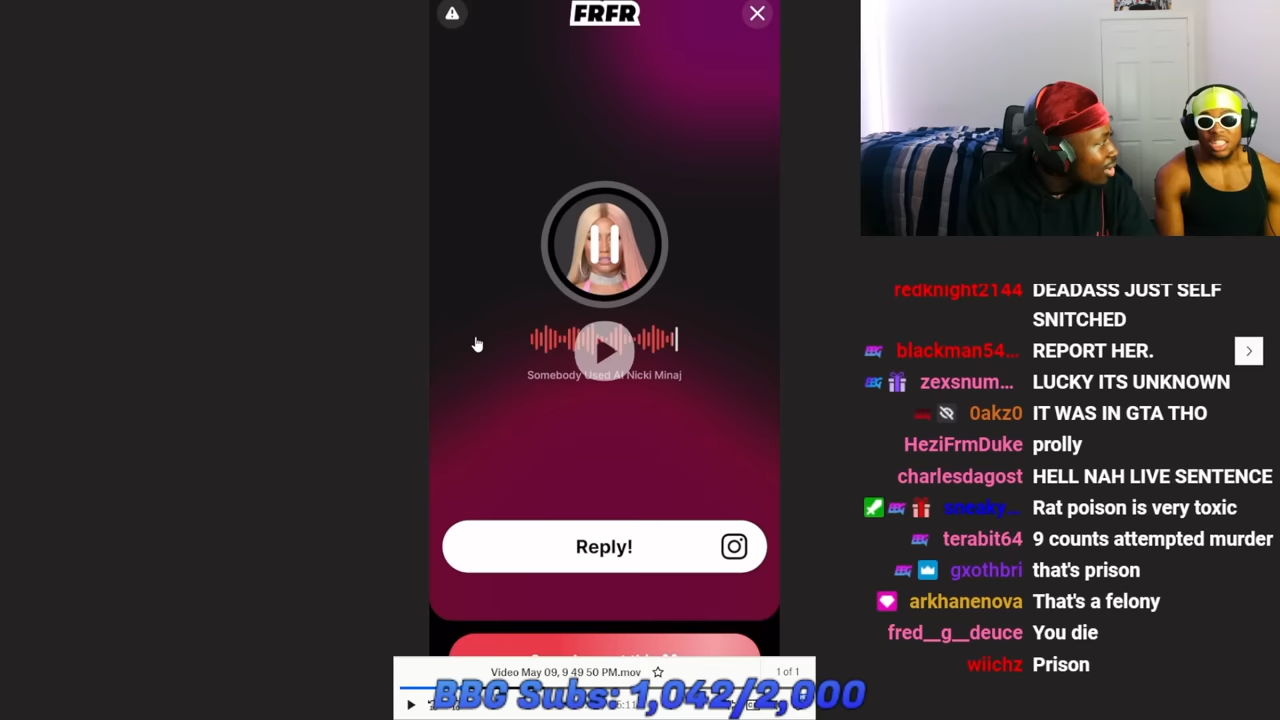 FRFR
Somebody Used AI Nicki Minaj
Reply!
Video May 09, 9 49 50 PM.mov
1 of 1
BBG Subs: 1,042/2,000
redknight2144 DEADASS JUST SELF
SNITCHED
blackman54... REPORT HER.
zexsnum... LUCKY ITS UNKNOWN
0akz0 IT WAS IN GTA THO
HeziFrmDuke prolly
charlesdagost HELL NAH LIVE SENTENCE
sneaky... Rat poison is very toxic
terabit64 9 counts attempted murder
gxothbri that's prison
arkhanenova That's a felony
fred__g__deuce You die
wiichz Prison